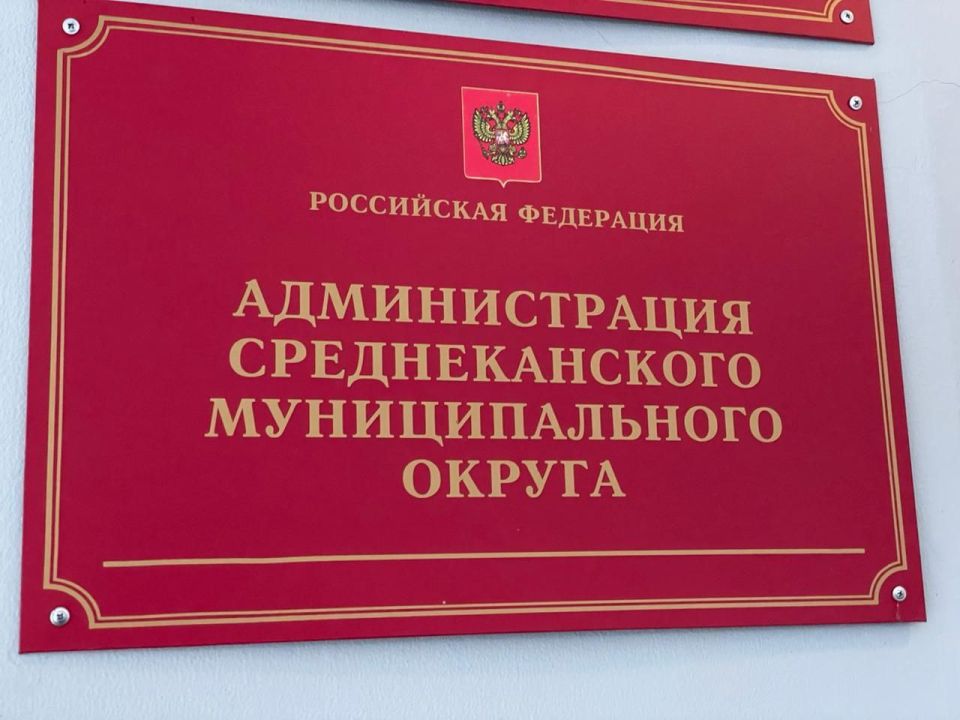 РОССИЙСКАЯ ФЕДЕРАЦИЯ
АДМИНИСТРАЦИЯ
СРЕДНЕКАНСКОГО
МУНИЦИПАЛЬНОГО
ОКРУГА